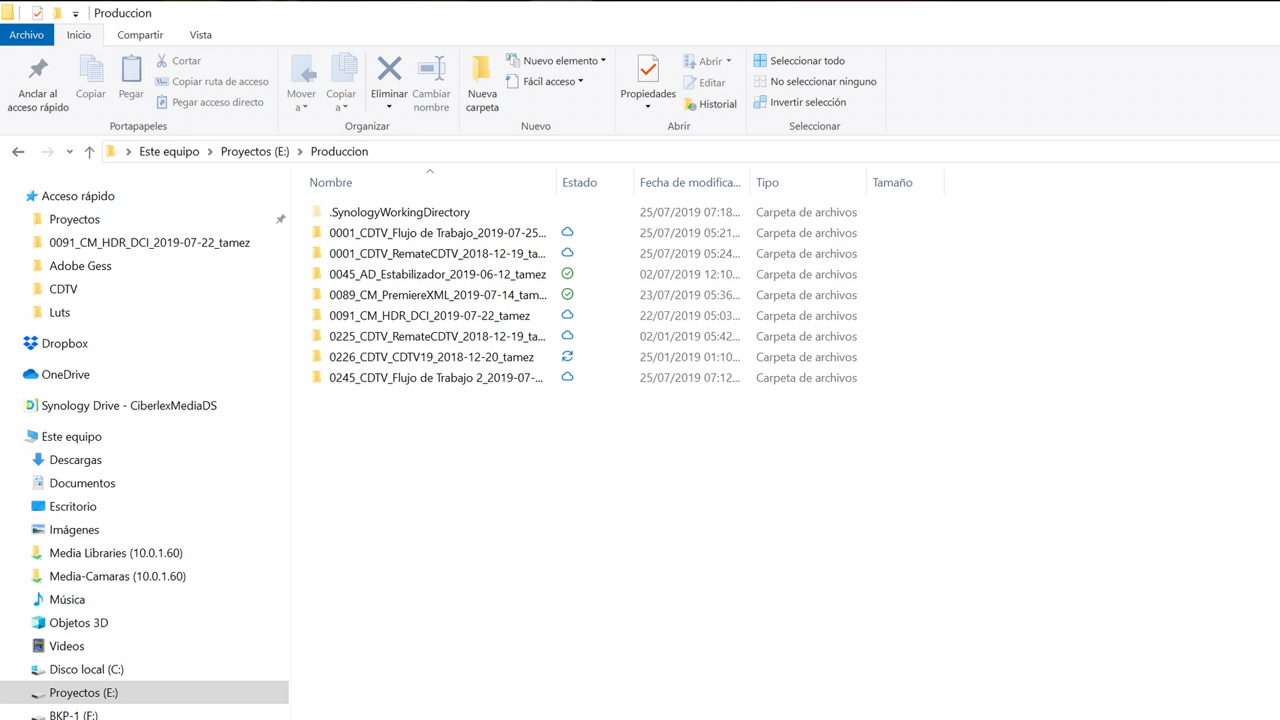 Produccion
Archivo Inicio Compartir Vista
Anclar al acceso rápido
Copiar
Pegar
Cortar
Copiar ruta de acceso
Pegar acceso directo
Portapapeles
Mover a
Copiar a
Eliminar
Cambiar nombre
Organizar
Nueva carpeta
Nuevo elemento
Fácil acceso
Nuevo
Propiedades
Abrir
Editar
Historial
Abrir
Seleccionar todo
No seleccionar ninguno
Invertir selección
Seleccionar
Este equipo > Proyectos (E:) > Produccion
Acceso rápido
Proyectos
0091_CM_HDR_DCI_2019-07-22_tamez
Adobe Gess
CDTV
Luts
Dropbox
OneDrive
Synology Drive - CiberlexMediaDS
Este equipo
Descargas
Documentos
Escritorio
Imágenes
Media Libraries (10.0.1.60)
Media-Camaras (10.0.1.60)
Música
Objetos 3D
Videos
Disco local (C:)
Proyectos (E:)
BKP-1 (F:)
Nombre Estado Fecha de modifica... Tipo Tamaño
.SynologyWorkingDirectory 25/07/2019 07:18... Carpeta de archivos
0001_CDTV_Flujo de Trabajo_2019-07-25... 25/07/2019 05:21... Carpeta de archivos
0001_CDTV_RemateCDTV_2018-12-19_ta... 25/07/2019 05:24... Carpeta de archivos
0045_AD_Estabilizador_2019-06-12_tamez 02/07/2019 12:10... Carpeta de archivos
0089_CM_PremiereXML_2019-07-14_tam... 23/07/2019 05:36... Carpeta de archivos
0091_CM_HDR_DCI_2019-07-22_tamez 22/07/2019 05:03... Carpeta de archivos
0225_CDTV_RemateCDTV_2018-12-19_ta... 02/01/2019 05:42... Carpeta de archivos
0226_CDTV_CDTV19_2018-12-20_tamez 25/01/2019 01:10... Carpeta de archivos
0245_CDTV_Flujo de Trabajo 2_2019-07-... 25/07/2019 07:12... Carpeta de archivos